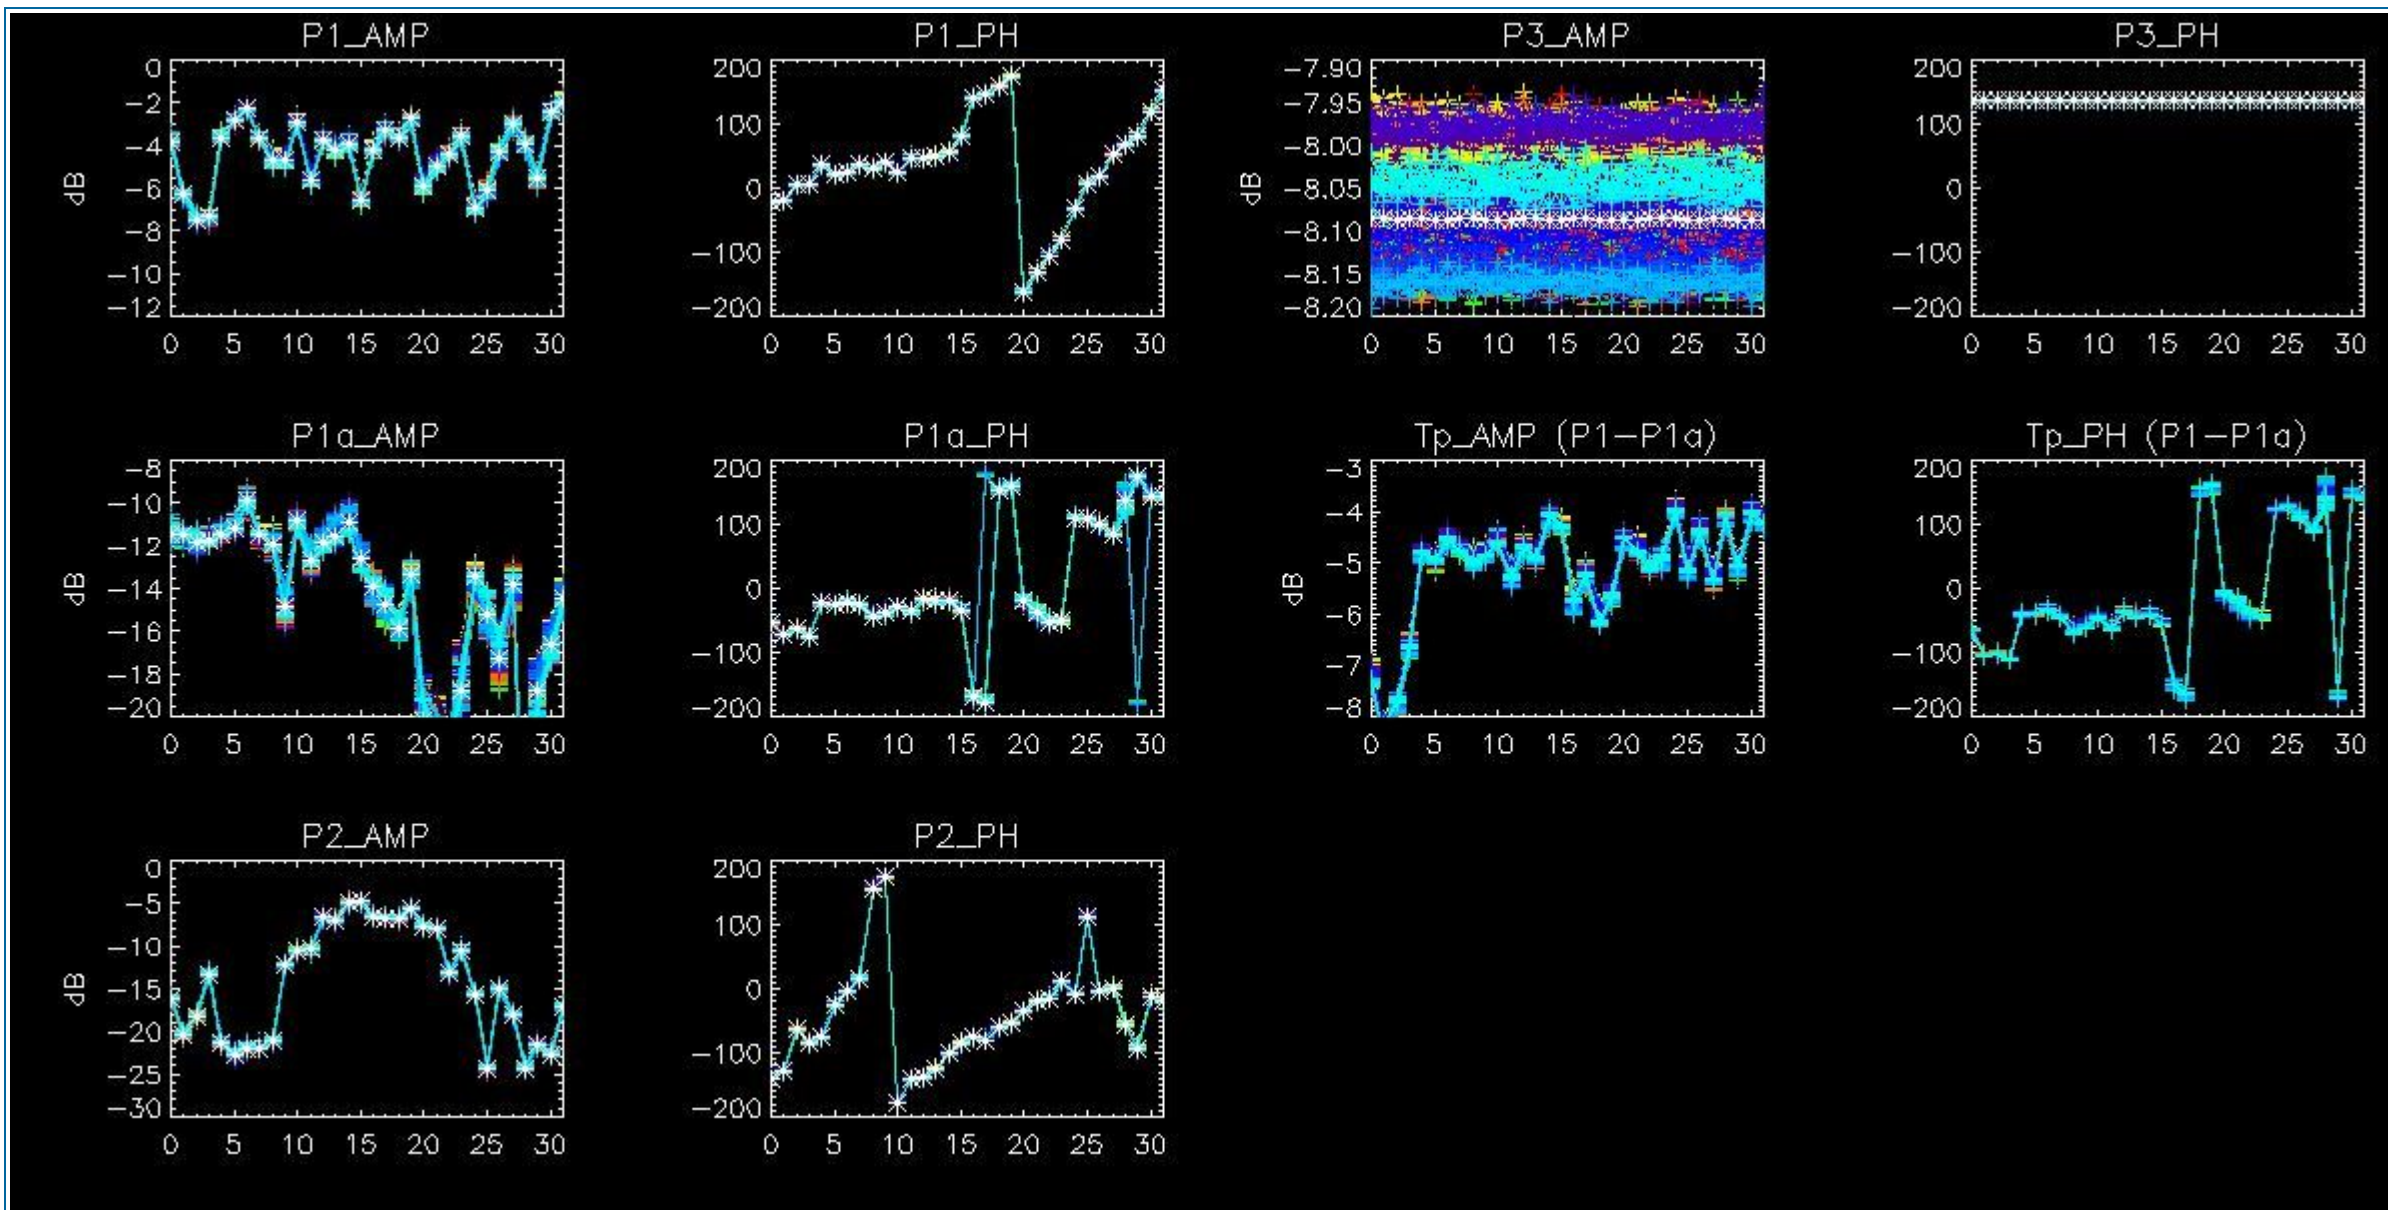 P1_AMP P1_PH P3_AMP P3_PH
0 200 -7.90 200
-2 -7.95
-4 100 -8.00 100
dB -6 0 dB -8.05 0
-8 -8.10
-10 -100 -8.15 -100
-12 -200 -8.20 -200
0 5 10 15 20 25 30 0 5 10 15 20 25 30 0 5 10 15 20 25 30 0 5 10 15 20 25 30
P1a_AMP P1a_PH Tp_AMP (P1-P1a) Tp_PH (P1-P1a)
-8 200 -3 200
-10 100 -4 100
-12 -5
dB -14 0 dB 0
-16 -100 -6 -100
-18 -7
-20 -200 -8 -200
0 5 10 15 20 25 30 0 5 10 15 20 25 30 0 5 10 15 20 25 30 0 5 10 15 20 25 30
P2_AMP P2_PH
0 200
-5 100
-10
dB -15 0
-20 -100
-25
-30 -200
0 5 10 15 20 25 30 0 5 10 15 20 25 30